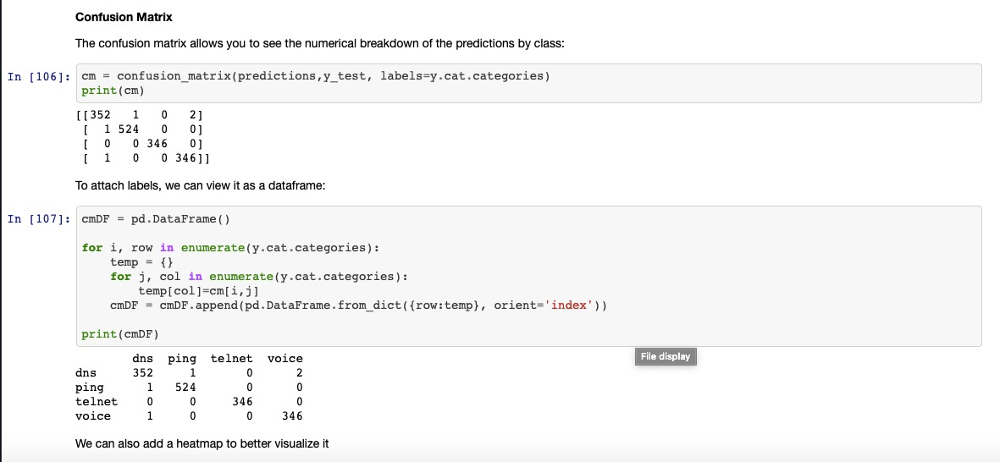 Confusion Matrix
The confusion matrix allows you to see the numerical breakdown of the predictions by class:
In [106]: cm = confusion_matrix(predictions,y_test, labels=y.cat.categories)
print(cm)
[[352   1   0   2]
 [  1 524   0   0]
 [  0   0 346   0]
 [  1   0   0 346]]
To attach labels, we can view it as a dataframe:
In [107]: cmDF = pd.DataFrame()
for i, row in enumerate(y.cat.categories):
    temp = {}
    for j, col in enumerate(y.cat.categories):
        temp[col]=cm[i,j]
    cmDF = cmDF.append(pd.DataFrame.from_dict({row:temp}, orient='index'))
print(cmDF)
File display
        dns  ping  telnet  voice
dns     352     1       0      2
ping      1   524       0      0
telnet    0     0     346      0
voice     1     0       0    346
We can also add a heatmap to better visualize it